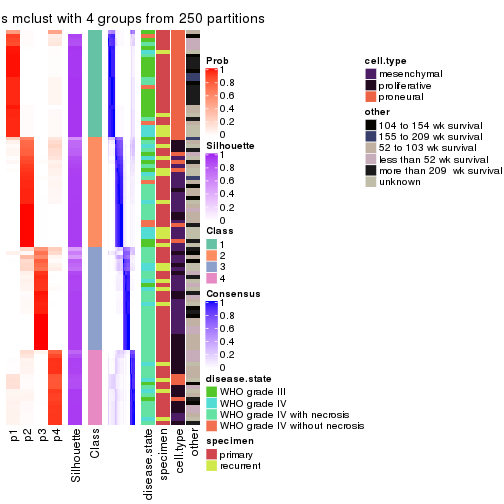 s mclust with 4 groups from 250 partitions
p1
p2
p3
p4
Silhouette
Class
disease.state
specimen
cell.type
other
Prob
1
0.8
0.6
0.4
0.2
0
Silhouette
1
0.8
0.6
0.4
0.2
0
Class
1
2
3
4
Consensus
1
0.8
0.6
0.4
0.2
0
disease.state
WHO grade III
WHO grade IV
WHO grade IV with necrosis
WHO grade IV without necrosis
specimen
primary
recurrent
cell.type
mesenchymal
proliferative
proneural
other
104 to 154 wk survival
155 to 209 wk survival
52 to 103 wk survival
less than 52 wk survival
more than 209 wk survival
unknown